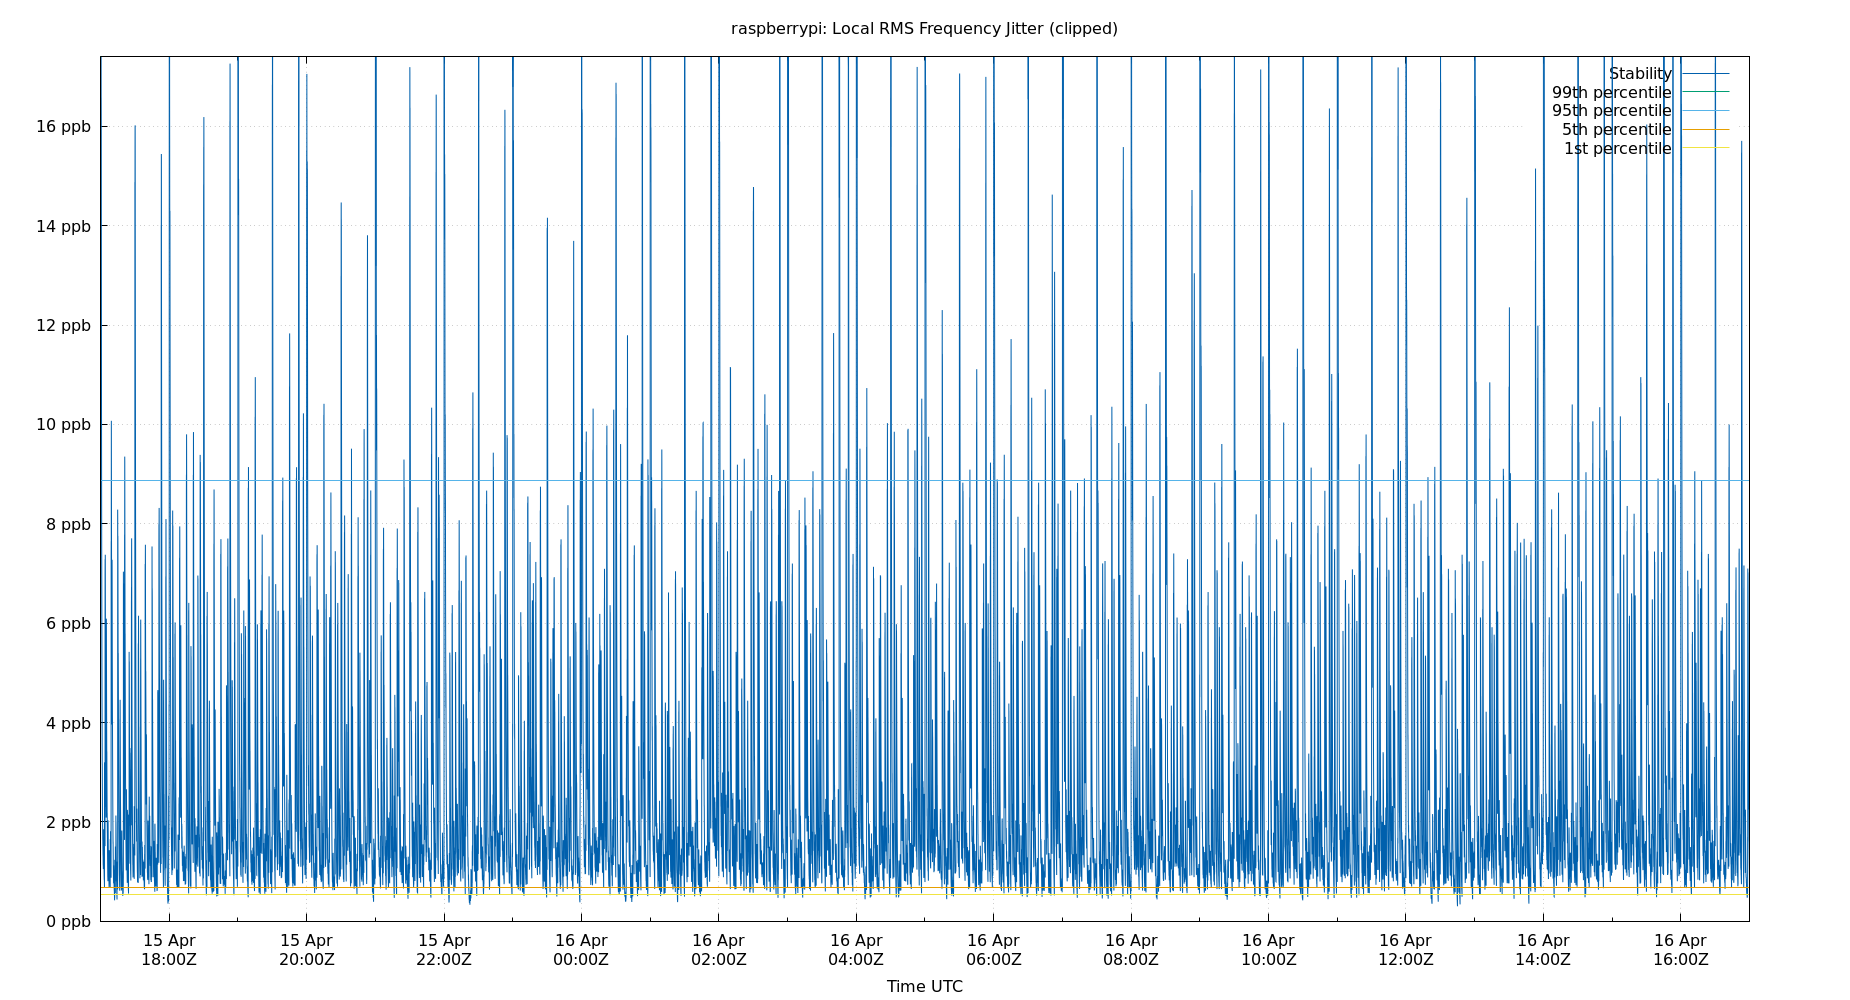 raspberrypi: Local RMS Frequency Jitter (clipped)
Stability
99th percentile
95th percentile
5th percentile
1st percentile
16 ppb
14 ppb
12 ppb
10 ppb
8 ppb
6 ppb
4 ppb
2 ppb
0 ppb
15 Apr 15 Apr 15 Apr 16 Apr 16 Apr 16 Apr 16 Apr 16 Apr 16 Apr 16 Apr 16 Apr 16 Apr
18:00Z 20:00Z 22:00Z 00:00Z 02:00Z 04:00Z 06:00Z 08:00Z 10:00Z 12:00Z 14:00Z 16:00Z
Time UTC